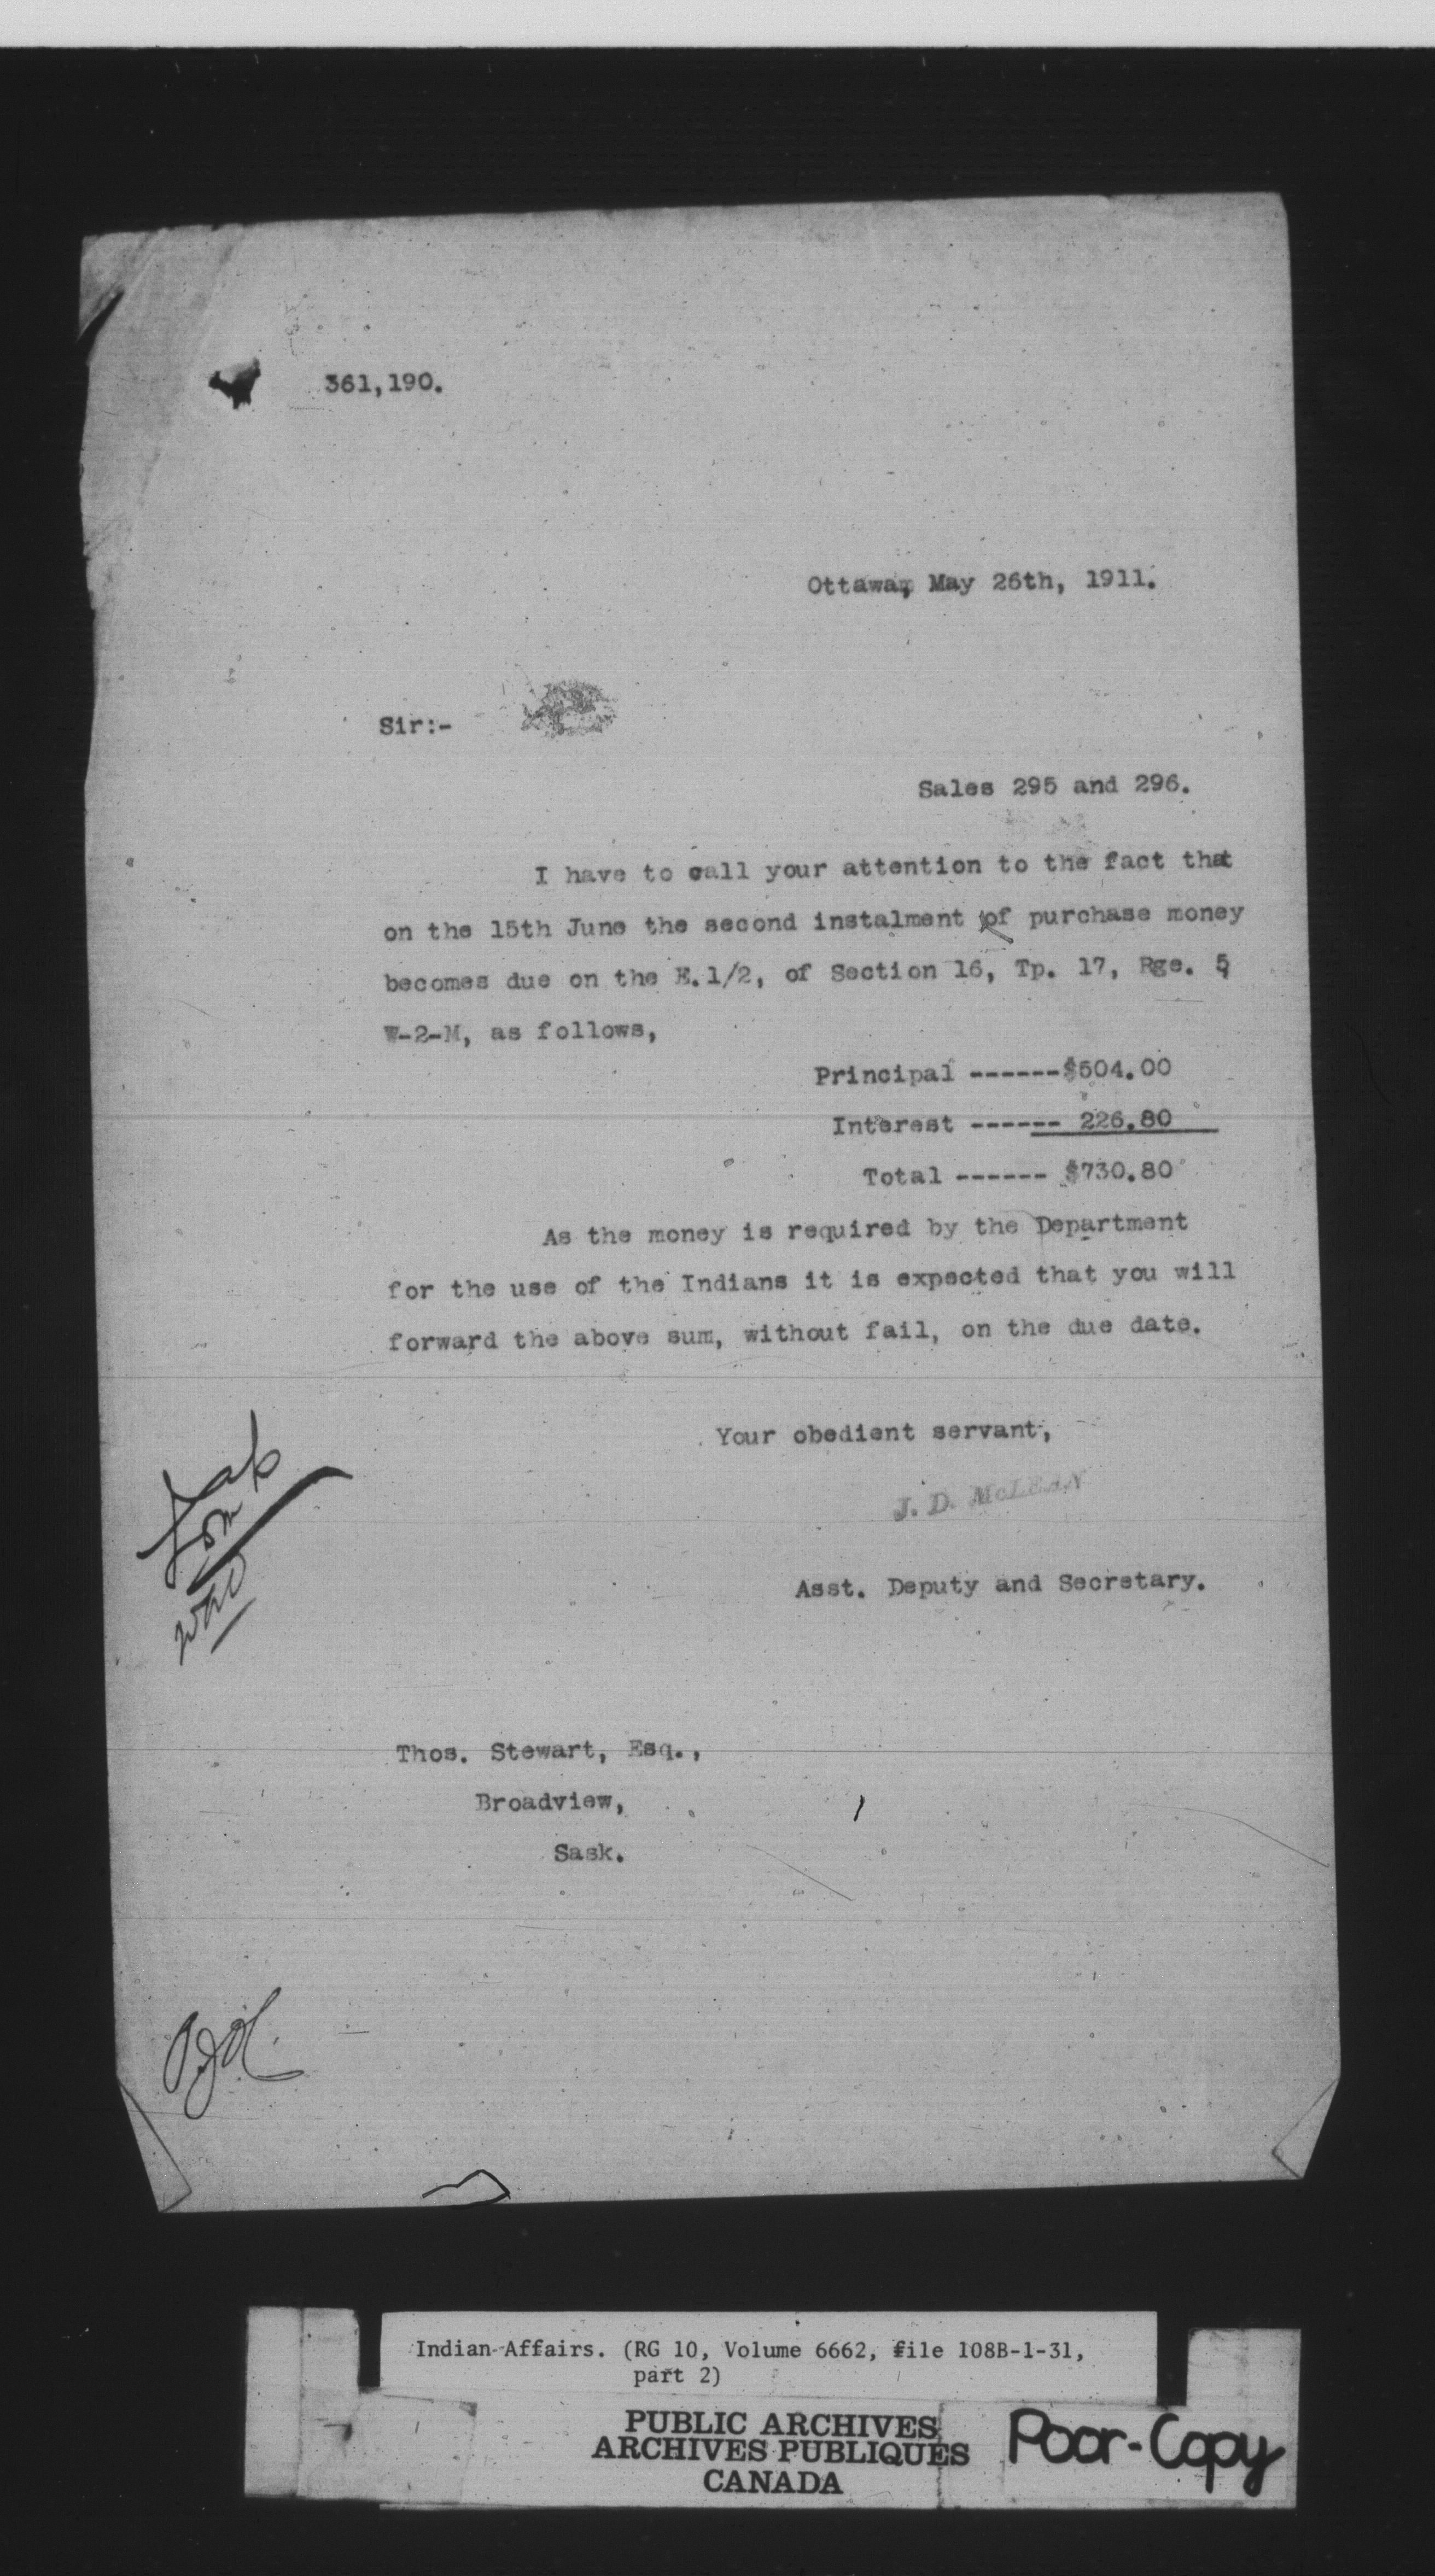 361,190.
Ottawa, May 26th, 1911.
Sir:-
Sales 295 and 296.
I have to call your attention to the fact that
on the 15th June the second instalment of purchase money
becomes due on the E.1/2, of Section 16, Tp. 17, Rge. 5,
W-2-M, as follows,
Principal ------$504.00
Interest ------ 226.80
Total ------ $730.80
As the money is required by the Department
for the use of the Indians it is expected that you will
forward the above sum, without fail, on the due date.
Your obedient servant,
J. D. McLEAN
Asst. Deputy and Secretary.
Thos. Stewart, Esq.,
Broadview,
Sask.
Indian Affairs. (RG 10, Volume 6662, file 108B-1-31,
part 2)
PUBLIC ARCHIVES
ARCHIVES PUBLIQUES
CANADA
Poor-Copy